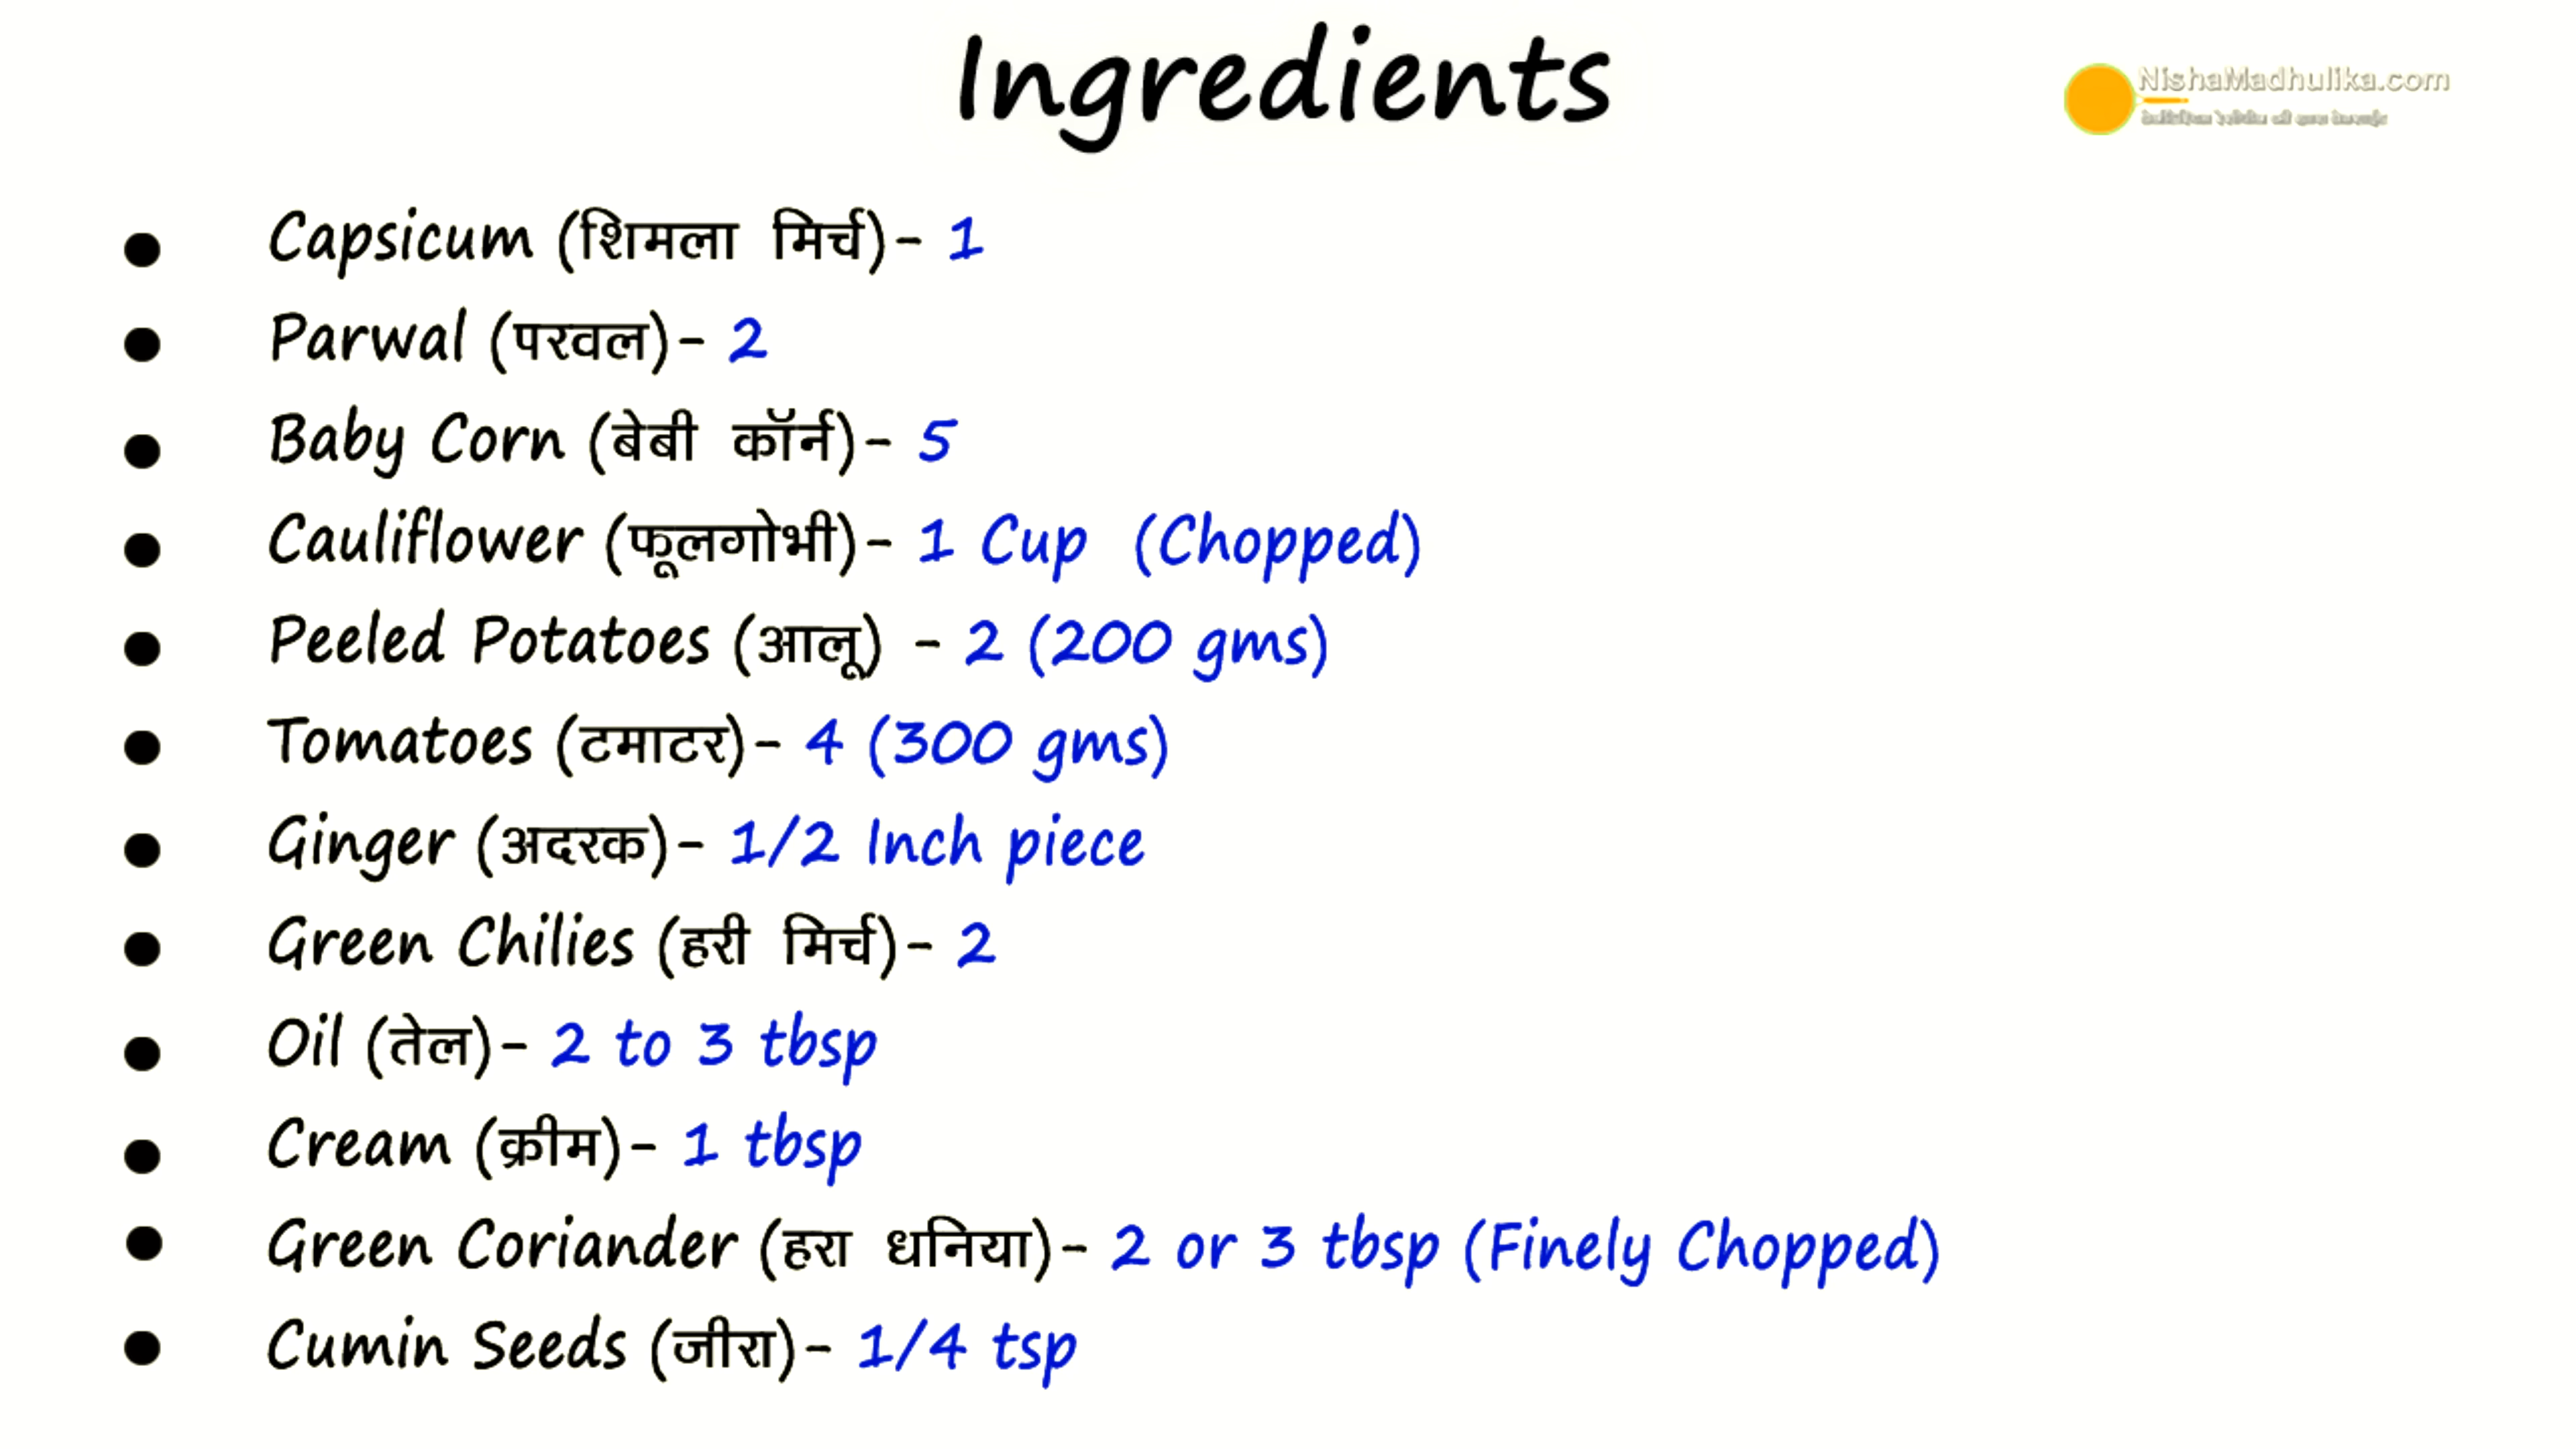 Ingredients
NishaMadhulika.com
Capsicum (शिमला मिर्च)- 1
Parwal (परवल)- 2
Baby Corn (बेबी कॉर्न)- 5
Cauliflower (फूलगोभी)- 1 Cup (Chopped)
Peeled Potatoes (आलू) - 2 (200 gms)
Tomatoes (टमाटर)- 4 (300 gms)
Ginger (अदरक)- 1/2 Inch piece
Green Chilies (हरी मिर्च)- 2
Oil (तेल)- 2 to 3 tbsp
Cream (क्रीम)- 1 tbsp
Green Coriander (हरा धनिया)- 2 or 3 tbsp (Finely Chopped)
Cumin Seeds (जीरा)- 1/4 tsp